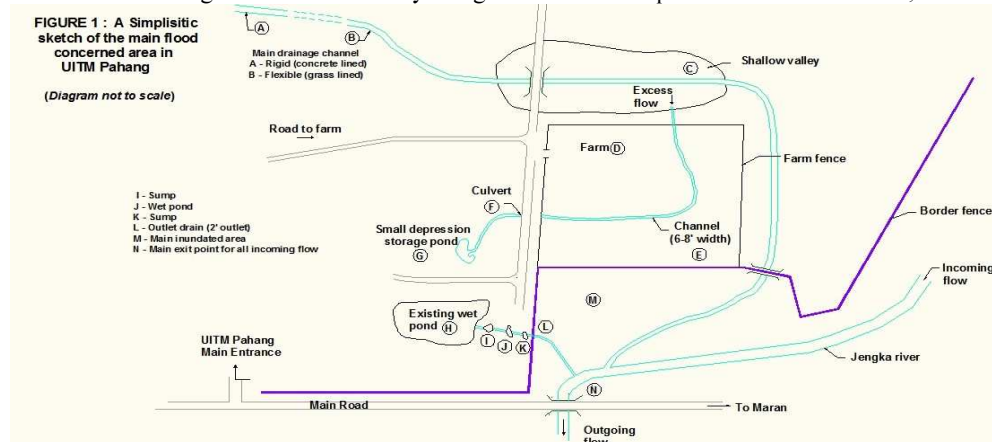 FIGURE 1 : A Simplisitic
sketch of the main flood
concerned area in
UITM Pahang
(Diagram not to scale)
A
B
Main drainage channel
A - Rigid (concrete lined)
B - Flexible (grass lined)
C
Shallow valley
Excess
flow
Road to farm
Farm D
Farm fence
I - Sump
J - Wet pond
K - Sump
L - Outlet drain (2' outlet)
M - Main inundated area
N - Main exit point for all incoming flow
Culvert
F
Small depression
storage pond
G
Channel
(6-8' width)
E
Border fence
Incoming
flow
M
Existing wet
pond H
I
J
K
L
UITM Pahang
Main Entrance
Jengka river
N
Main Road
To Maran
Outgoing
flow